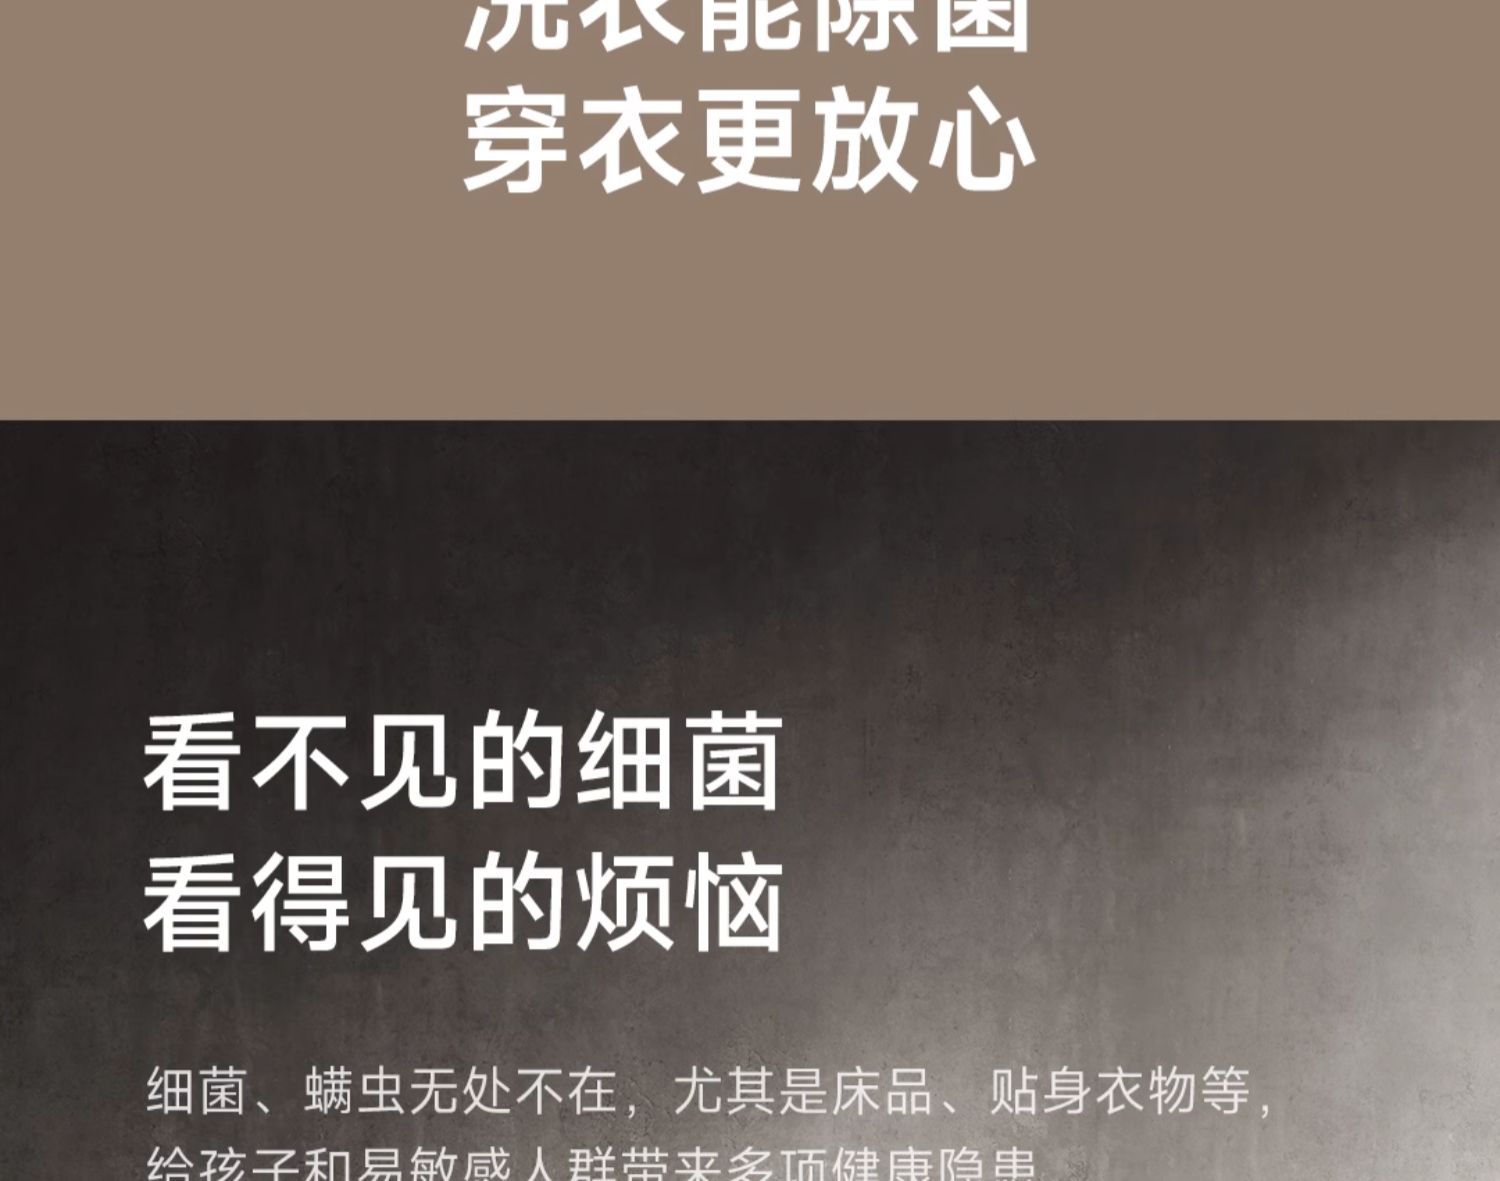 洗衣能除菌
穿衣更放心
看不见的细菌
看得见的烦恼
细菌、螨虫无处不在，尤其是床品、贴身衣物等，
给孩子和易敏感人群带来多项健康隐患